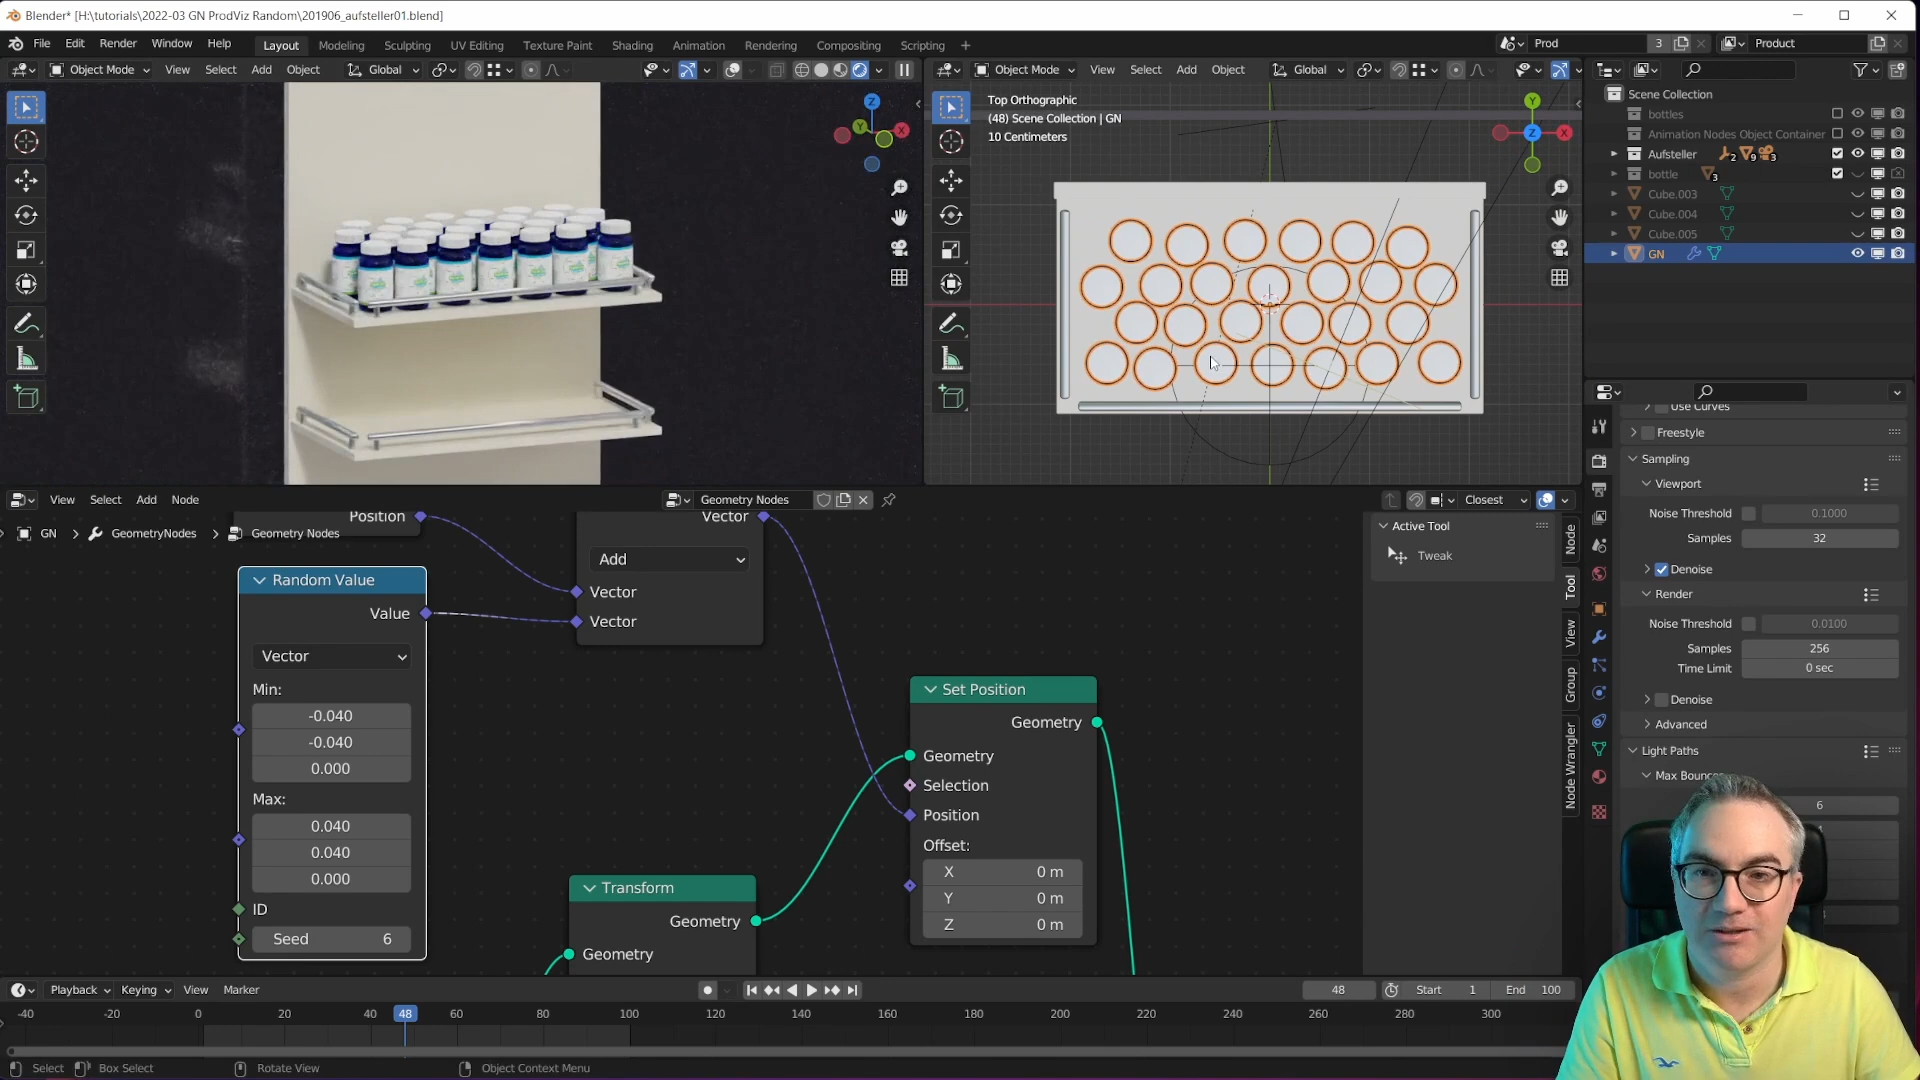 Blender* [H:\tutorials\2022-03 GN ProdViz Random\201906_aufsteller01.blend]
File Edit Render Window Help Layout Modeling Sculpting UV Editing Texture Paint Shading Animation Rendering Compositing Scripting Prod 3 Product
Object Mode View Select Add Object Global
Object Mode View Select Add Object Global
Z
Y
X
Top Orthographic
(48) Scene Collection | GN
10 Centimeters
Y
Z
X
Scene Collection
bottles
Animation Nodes Object Container
Aufsteller 2 9 3
bottle 3
Cube.003
Cube.004
Cube.005
GN
Use Curves
Freestyle
Sampling
Viewport
Noise Threshold 0.1000
Samples 32
Denoise
Render
Noise Threshold 0.0100
Samples 256
Time Limit 0 sec
Denoise
Advanced
Light Paths
6
View Select Add Node Geometry Nodes Closest
GN GeometryNodes Geometry Nodes
Position
Random Value
Value
Vector
Min:
-0.040
-0.040
0.000
Max:
0.040
0.040
0.000
ID
Seed 6
Vector
Add
Vector
Vector
Set Position
Geometry
Geometry
Selection
Position
Offset:
X 0 m
Y 0 m
Z 0 m
Transform
Geometry
Geometry
Active Tool
Tweak
Node
Tool
View
Group
Node Wrangler
Playback Keying View Marker 48 Start 1 End 100
-40 -20 0 20 40 48 60 80 100 120 140 160 180 200 220 240 260 280 300
Select Box Select Rotate View Object Context Menu